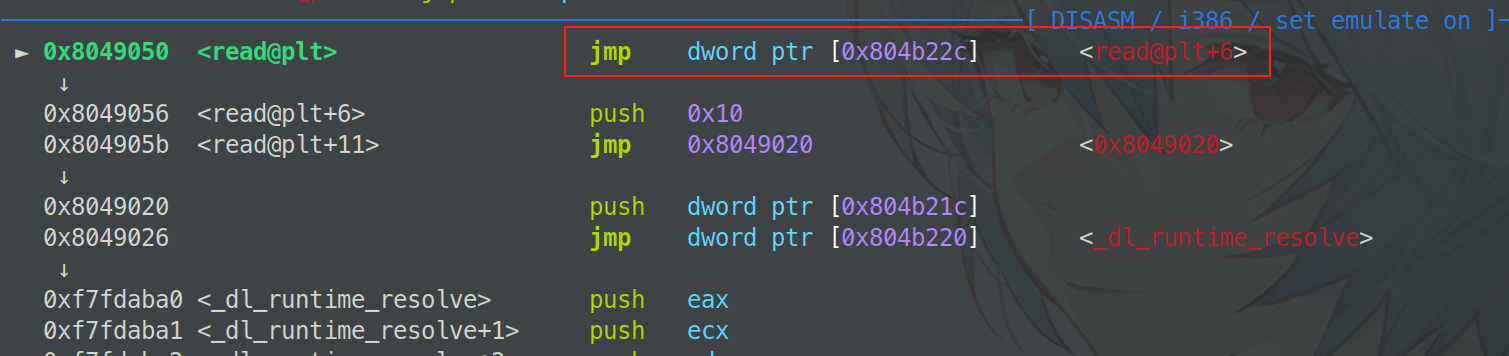 [ DISASM / i386 / set emulate on ]
► 0x8049050 <read@plt> jmp dword ptr [0x804b22c] <read@plt+6>
↓
0x8049056 <read@plt+6> push 0x10
0x804905b <read@plt+11> jmp 0x8049020 <0x8049020>
↓
0x8049020 push dword ptr [0x804b21c]
0x8049026 jmp dword ptr [0x804b220] <_dl_runtime_resolve>
↓
0xf7fdaba0 <_dl_runtime_resolve> push eax
0xf7fdaba1 <_dl_runtime_resolve+1> push ecx